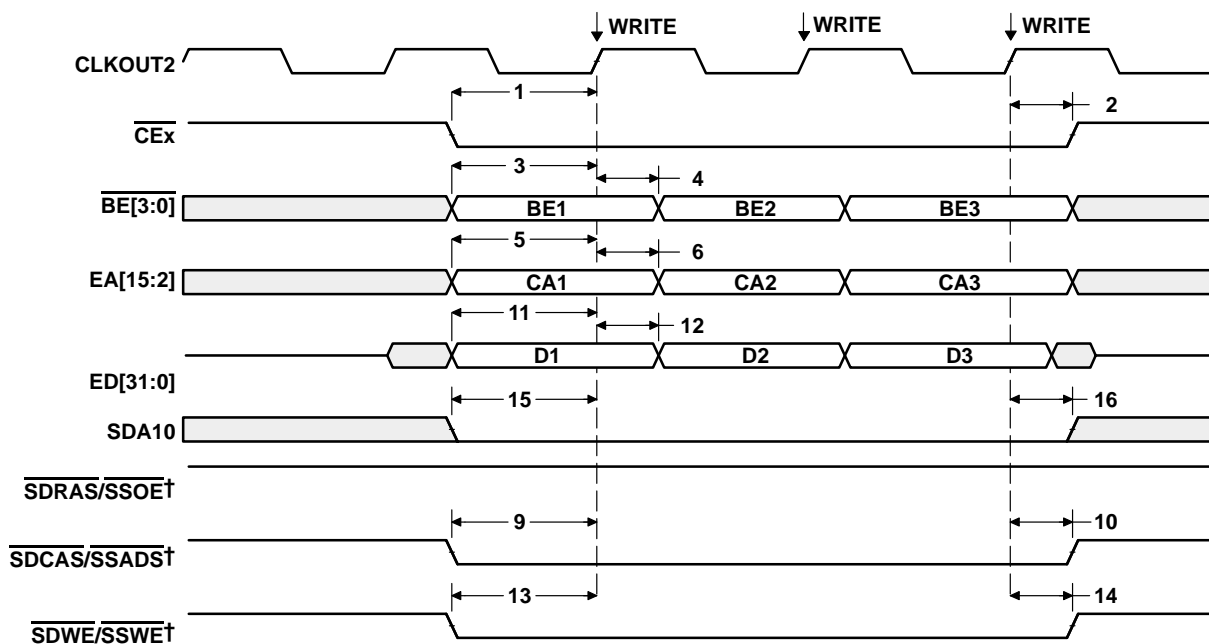 WRITE WRITE WRITE
CLKOUT2
1 2
CEx
3 4
BE[3:0] BE1 BE2 BE3
5 6
EA[15:2] CA1 CA2 CA3
11 12
D1 D2 D3
ED[31:0]
15 16
SDA10
SDRAS/SSOE†
9 10
SDCAS/SSADS†
13 14
SDWE/SSWE†